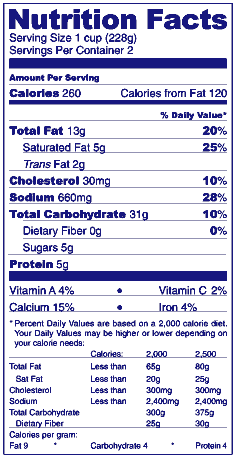 Nutrition Facts
Serving Size 1 cup (228g)
Servings Per Container 2
Amount Per Serving
Calories 260 Calories from Fat 120
% Daily Value*
Total Fat 13g 20%
Saturated Fat 5g 25%
Trans Fat 2g
Cholesterol 30mg 10%
Sodium 660mg 28%
Total Carbohydrate 31g 10%
Dietary Fiber 0g 0%
Sugars 5g
Protein 5g
Vitamin A 4% • Vitamin C 2%
Calcium 15% • Iron 4%
* Percent Daily Values are based on a 2,000 calorie diet.
Your Daily Values may be higher or lower depending on
your calorie needs:
Calories: 2,000 2,500
Total Fat Less than 65g 80g
Sat Fat Less than 20g 25g
Cholesterol Less than 300mg 300mg
Sodium Less than 2,400mg 2,400mg
Total Carbohydrate 300g 375g
Dietary Fiber 25g 30g
Calories per gram:
Fat 9 * Carbohydrate 4 * Protein 4